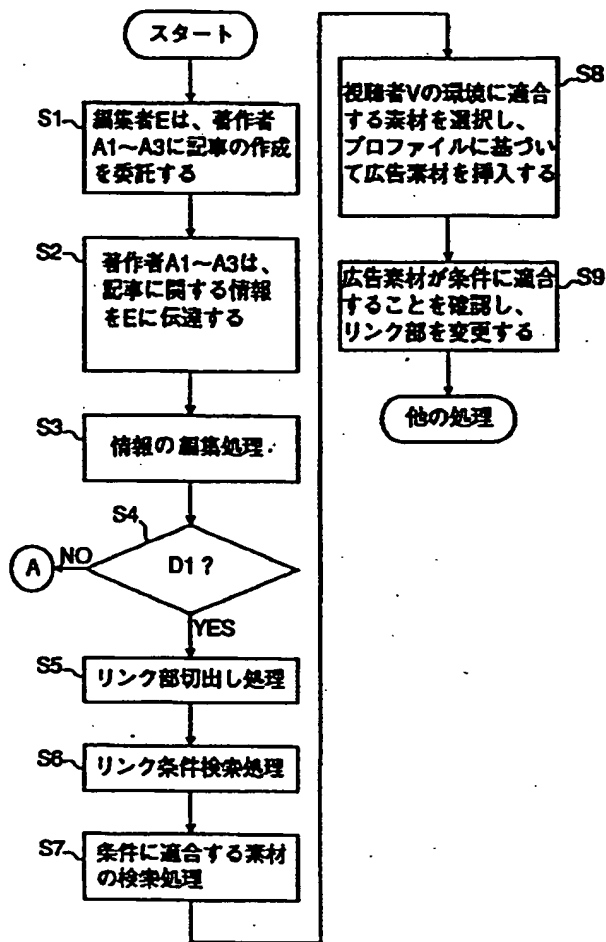 スタート
S1
編集者Eは、著作者
A1～A3に記事の作成
を委託する
S2
著作者A1～A3は、
記事に関する情報
をEに伝達する
S3
情報の編集処理
S4
D1？
NO
A
YES
S5
リンク部切出し処理
S6
リンク条件検索処理
S7
条件に適合する素材
の検索処理
S8
視聴者Vの環境に適合
する素材を選択し、
プロファイルに基づい
て広告素材を挿入する
S9
広告素材が条件に適合
することを確認し、
リンク部を変更する
他の処理